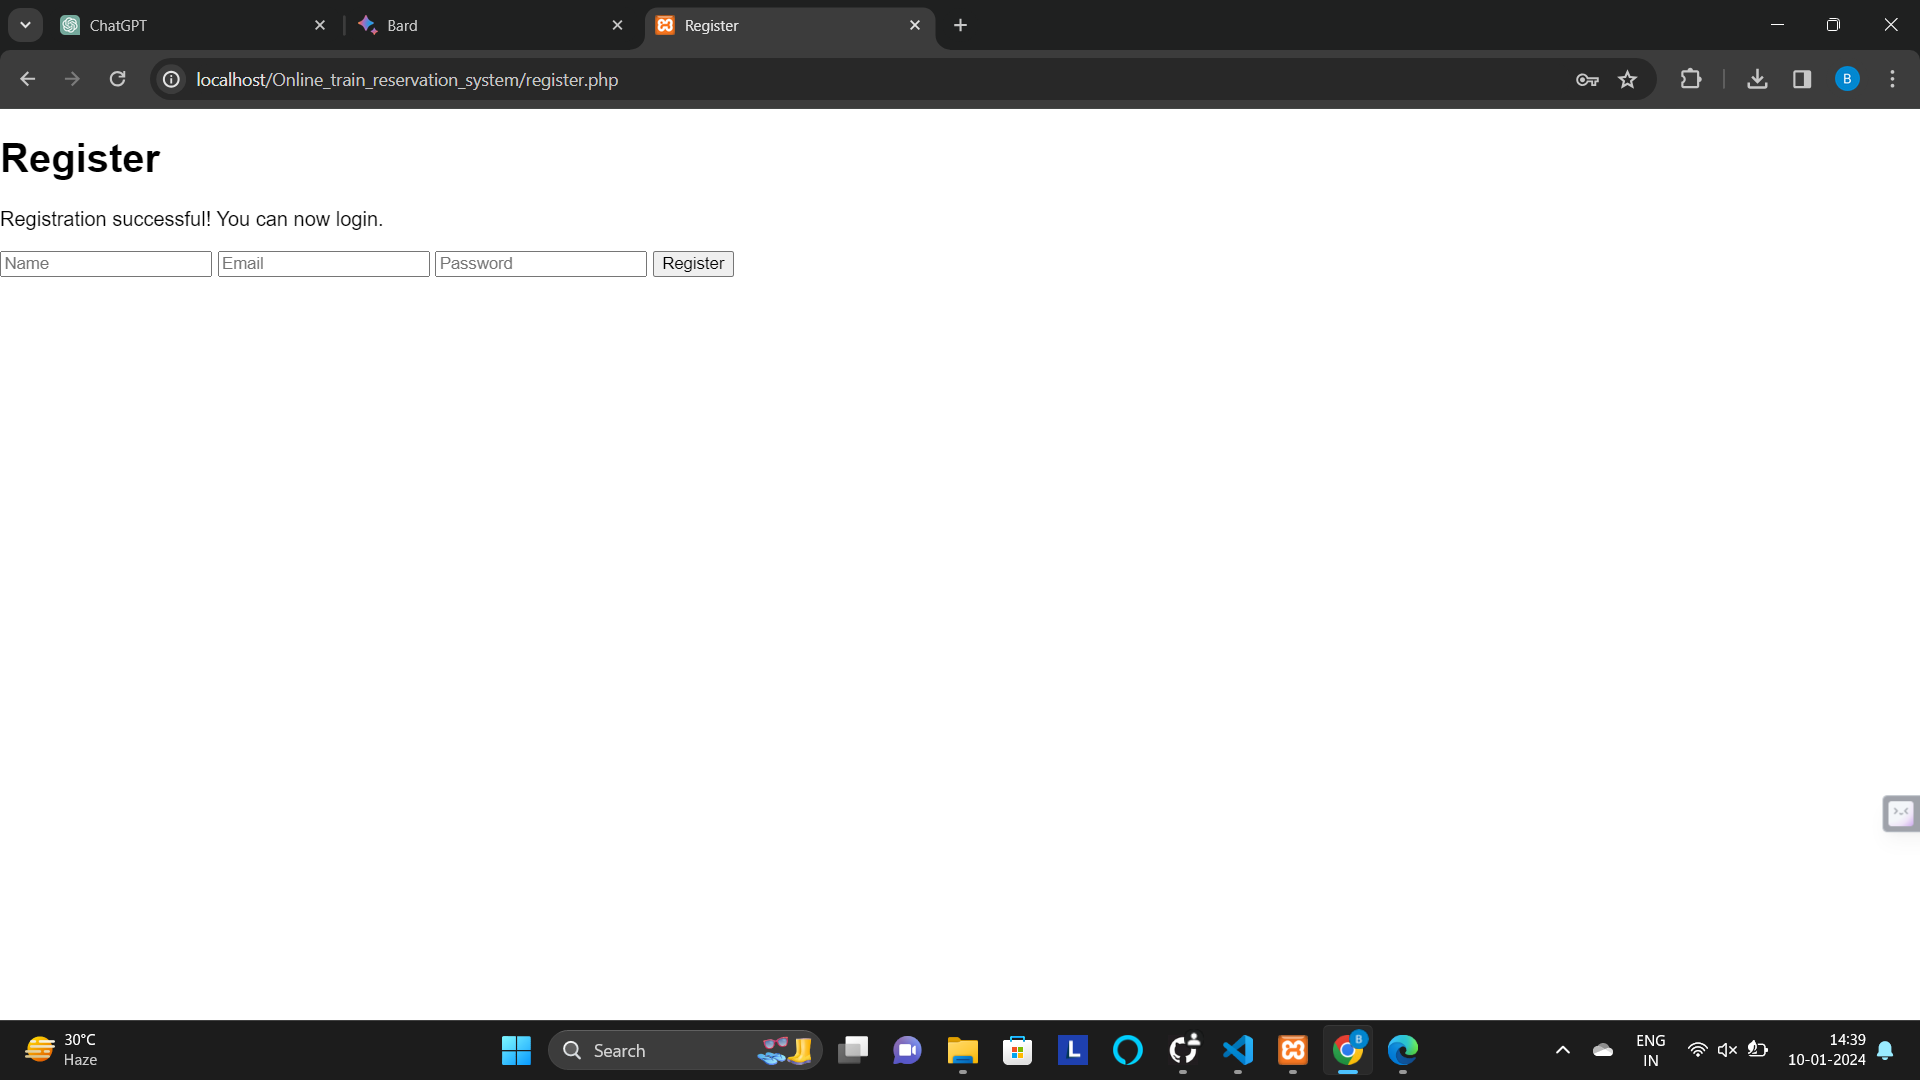 ChatGPT
Bard
Register
localhost/Online_train_reservation_system/register.php
B
Register
Registration successful! You can now login.
Name Email Password Register
30°C
Haze
Search
L
B
ENG
IN
14:39
10-01-2024